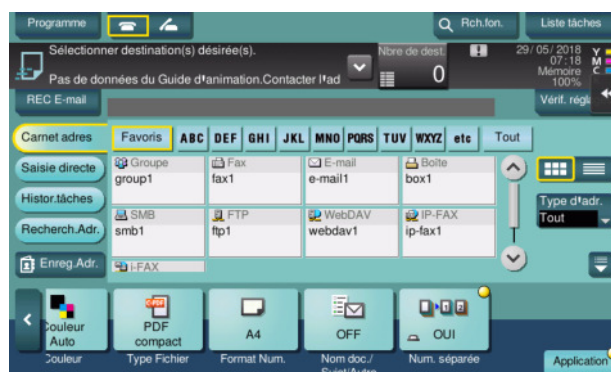 Programme
Rch.fon.
Liste tâches
Sélectionner destination(s) désirée(s).
Nbre de dest.
0
29/05/2018
07:18
Mémoire
100%
Y
M
C
Pas de données du Guide d'animation.Contacter l'ad
REC E-mail
Vérif. régl
Carnet adres
Favoris ABC DEF GHI JKL MNO PQRS TUV WXYZ etc Tout
Saisie directe
Groupe
group1
Fax
fax1
E-mail
e-mail1
Boîte
box1
Histor.tâches
Type d'adr.
Tout
Recherch.Adr.
SMB
smb1
FTP
ftp1
WebDAV
webdav1
IP-FAX
ip-fax1
Enreg.Adr.
i-FAX
Couleur
Auto
Couleur
PDF
compact
Type Fichier
A4
Format Num.
OFF
Nom doc./
Sujet/Autre
OUI
Num. séparée
Application